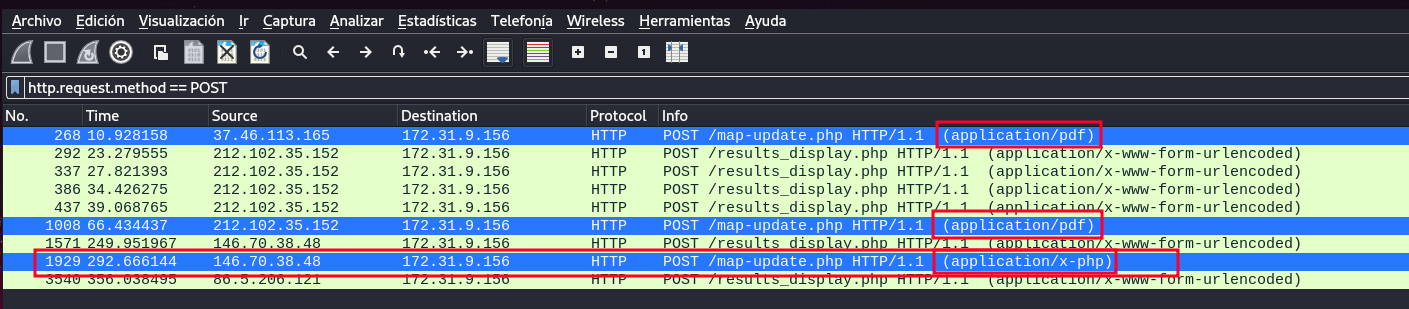 Archivo Edición Visualización Ir Captura Analizar Estadísticas Telefonía Wireless Herramientas Ayuda
http.request.method == POST
No. Time Source Destination Protocol Info
268 10.928158 37.46.113.165 172.31.9.156 HTTP POST /map-update.php HTTP/1.1 (application/pdf)
292 23.279555 212.102.35.152 172.31.9.156 HTTP POST /results_display.php HTTP/1.1 (application/x-www-form-urlencoded)
337 27.821393 212.102.35.152 172.31.9.156 HTTP POST /results_display.php HTTP/1.1 (application/x-www-form-urlencoded)
386 34.426275 212.102.35.152 172.31.9.156 HTTP POST /results_display.php HTTP/1.1 (application/x-www-form-urlencoded)
437 39.068765 212.102.35.152 172.31.9.156 HTTP POST /results_display.php HTTP/1.1 (application/x-www-form-urlencoded)
1008 66.434437 212.102.35.152 172.31.9.156 HTTP POST /map-update.php HTTP/1.1 (application/pdf)
1571 249.951967 146.70.38.48 172.31.9.156 HTTP POST /results_display.php HTTP/1.1 (application/x-www-form-urlencoded)
1929 292.666144 146.70.38.48 172.31.9.156 HTTP POST /map-update.php HTTP/1.1 (application/x-php)
3540 356.038495 86.5.206.121 172.31.9.156 HTTP POST /results_display.php HTTP/1.1 (application/x-www-form-urlencoded)